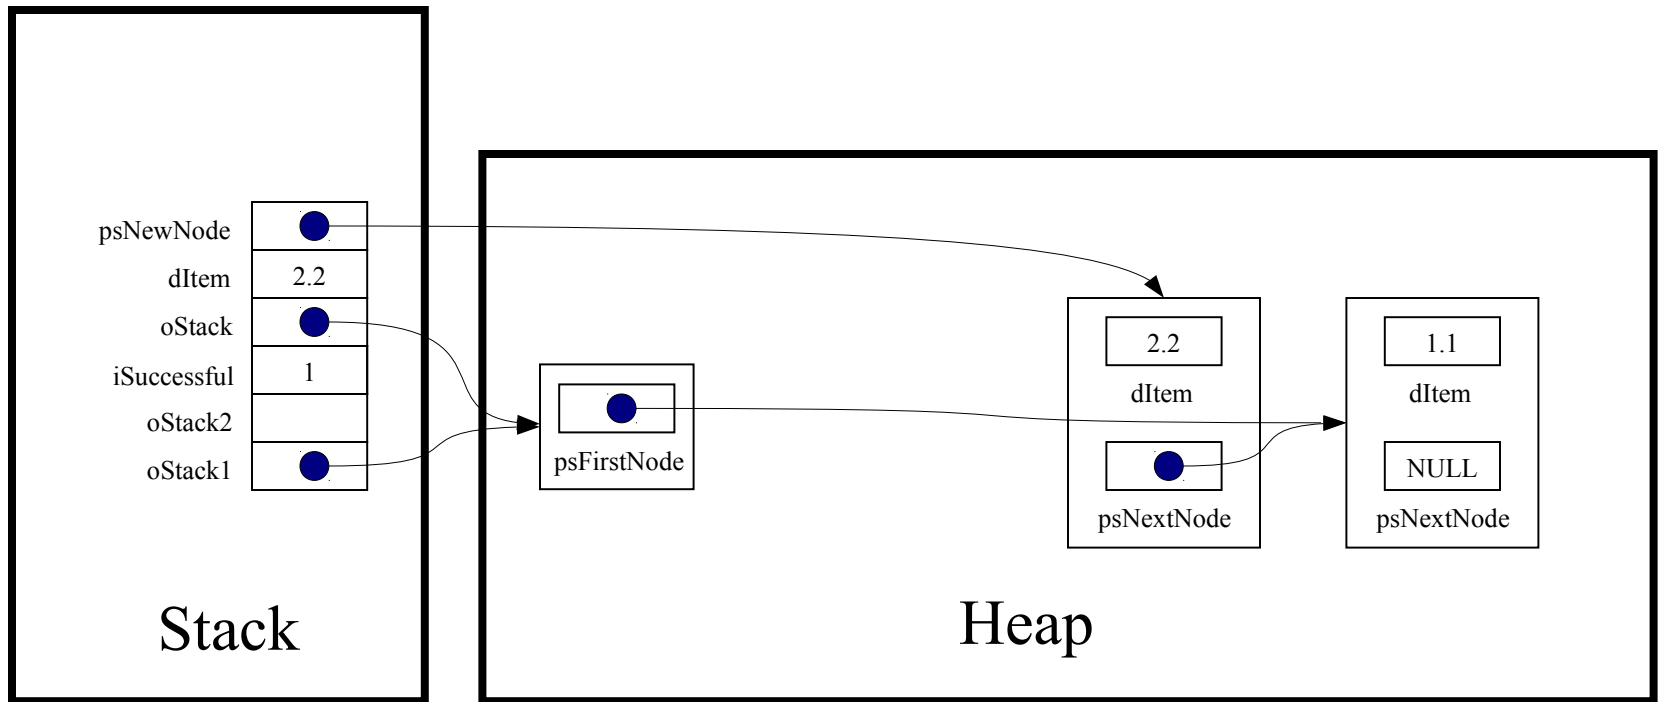 psNewNode
dItem 2.2
oStack
iSuccessful 1
oStack2
oStack1
Stack
psFirstNode
2.2
dItem
psNextNode
1.1
dItem
NULL
psNextNode
Heap